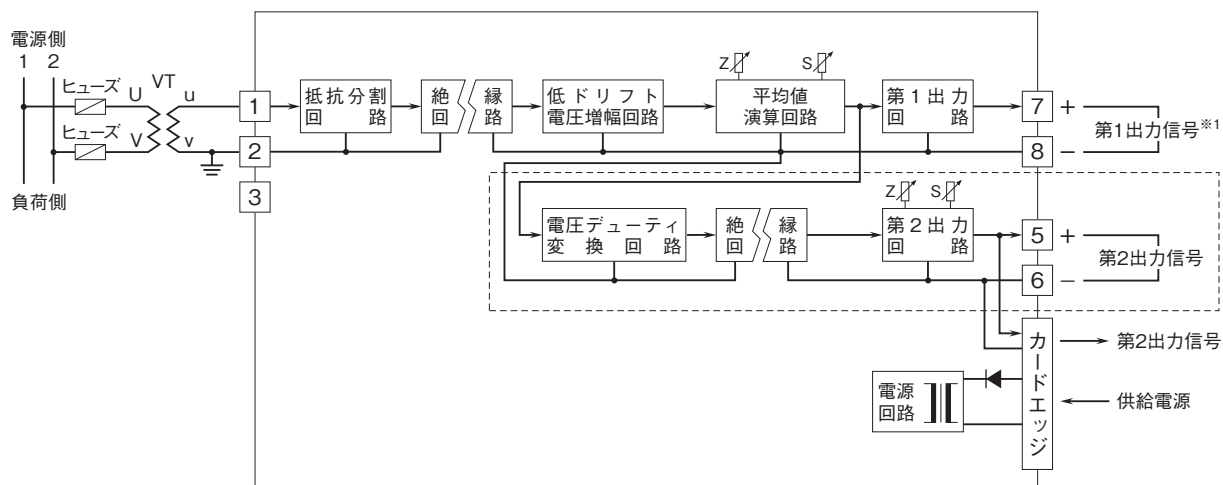 電源側
1 2
ヒューズ
U
VT
u
ヒューズ
V
v
負荷側
1
2
3
抵抗分割
回路
絶縁
回路
低ドリフト
電圧増幅回路
Z
S
平均値
演算回路
第1出力
回路
7
+
8
−
第1出力信号※1
電圧デューティ
変換回路
絶縁
回路
Z
S
第2出力
回路
5
+
6
−
第2出力信号
カードエッジ
第2出力信号
供給電源
電源
回路